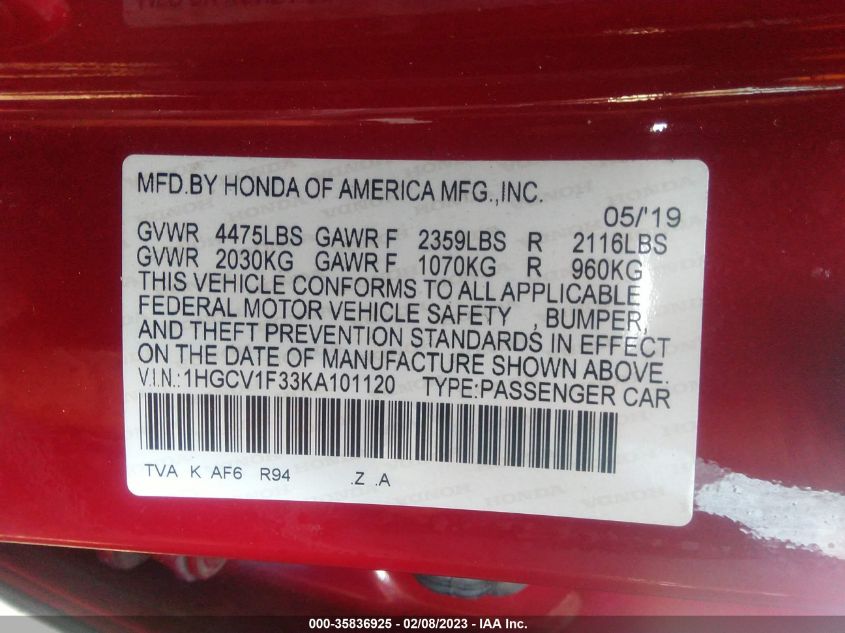 MFD.BY HONDA OF AMERICA MFG.,INC.
05/'19
GVWR 4475LBS GAWR F 2359LBS R 2116LBS
GVWR 2030KG GAWR F 1070KG R 960KG
THIS VEHICLE CONFORMS TO ALL APPLICABLE
FEDERAL MOTOR VEHICLE SAFETY , BUMPER,
AND THEFT PREVENTION STANDARDS IN EFFECT
ON THE DATE OF MANUFACTURE SHOWN ABOVE.
V.I.N.:1HGCV1F33KA101120 TYPE:PASSENGER CAR
TVA K AF6 R94 .Z .A
000-35836925 - 02/08/2023 - IAA Inc.